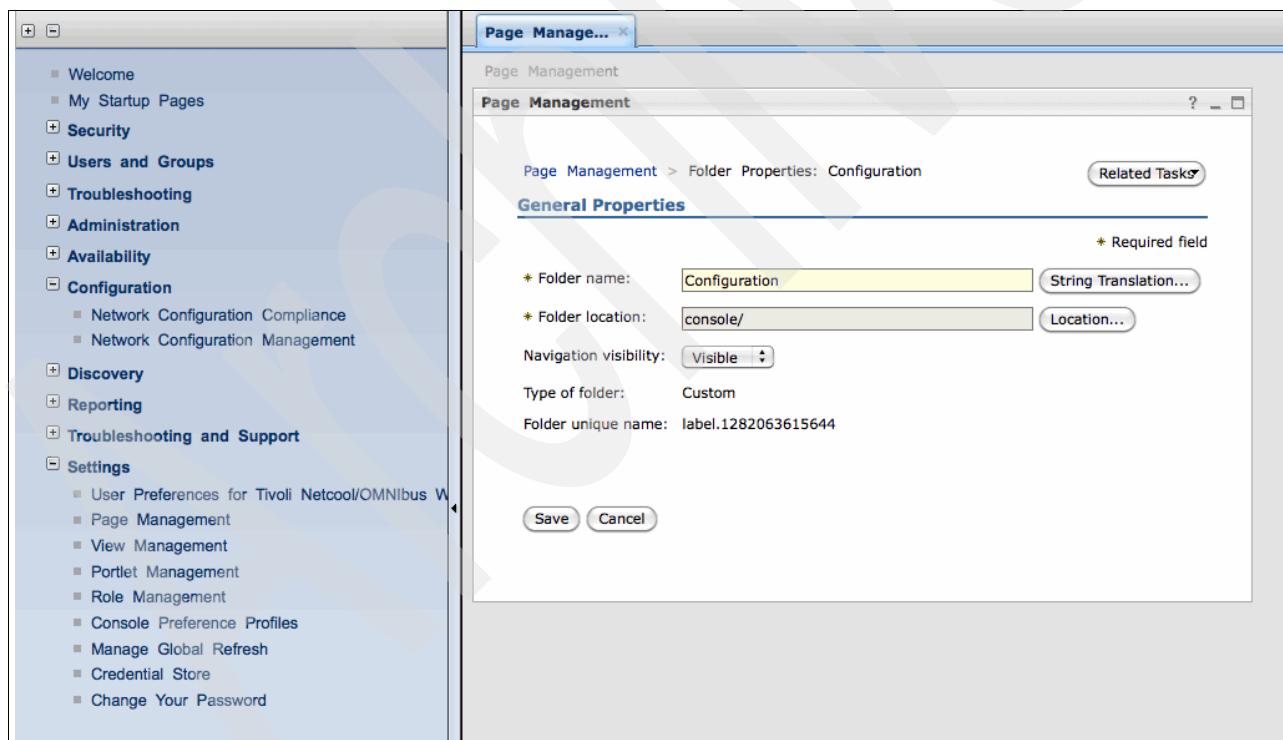 Welcome
My Startup Pages
Security
Users and Groups
Troubleshooting
Administration
Availability
Configuration
Network Configuration Compliance
Network Configuration Management
Discovery
Reporting
Troubleshooting and Support
Settings
User Preferences for Tivoli Netcool/OMNIbus W
Page Management
View Management
Portlet Management
Role Management
Console Preference Profiles
Manage Global Refresh
Credential Store
Change Your Password
Page Manage...
Page Management
Page Management
Page Management > Folder Properties: Configuration
Related Tasks
General Properties
* Required field
* Folder name: Configuration String Translation...
* Folder location: console/ Location...
Navigation visibility: Visible
Type of folder: Custom
Folder unique name: label.1282063615644
Save Cancel